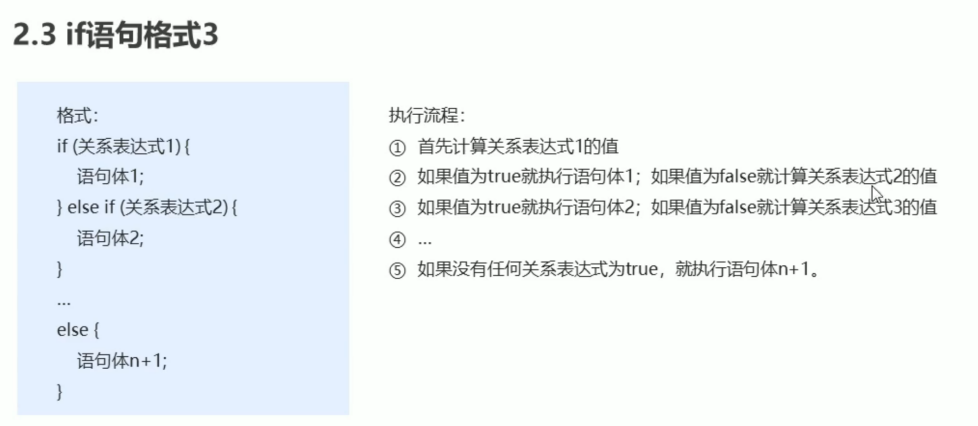 2.3 if语句格式3
格式：
if (关系表达式1) {
语句体1;
} else if (关系表达式2) {
语句体2;
}
...
else {
语句体n+1;
}
执行流程：
① 首先计算关系表达式1的值
② 如果值为true就执行语句体1；如果值为false就计算关系表达式2的值
③ 如果值为true就执行语句体2；如果值为false就计算关系表达式3的值
④ ...
⑤ 如果没有任何关系表达式为true，就执行语句体n+1。